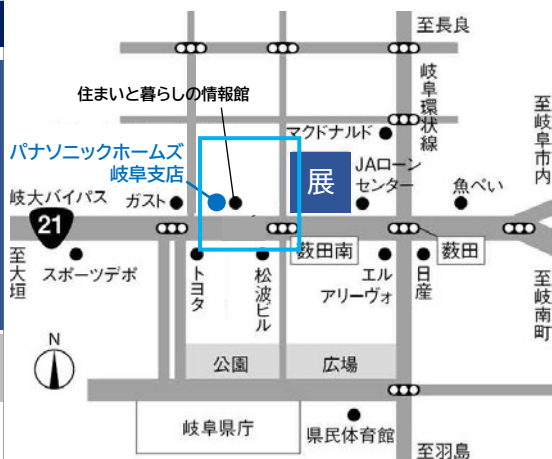 至長良
住まいと暮らしの情報館
岐阜環状線
至岐阜市内
マクドナルド
パナソニックホームズ
岐阜支店
展
JAローン
センター
魚べい
岐大バイパス
ガスト
21
藪田南
藪田
至大垣
スポーツデポ
トヨタ
松波ビル
エル
アリーヴォ
日産
至岐南町
N
公園
広場
岐阜県庁
県民体育館
至羽島